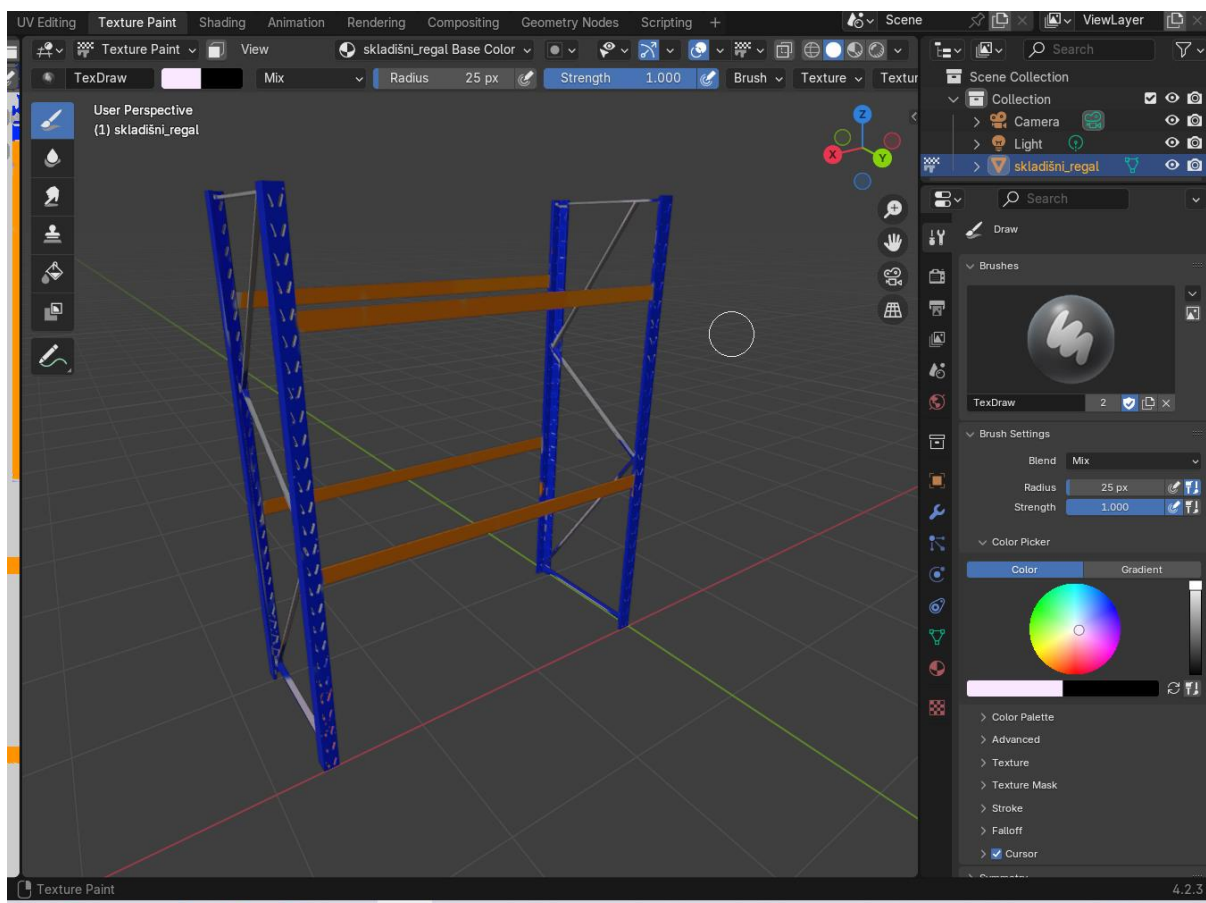 UV Editing Texture Paint Shading Animation Rendering Compositing Geometry Nodes Scripting + Scene ViewLayer
Texture Paint View skladišni_regal Base Color Search
TexDraw Mix Radius 25 px Strength 1.000 Brush Texture Textur
User Perspective
(1) skladišni_regal
Z
X
Y
Scene Collection
Collection
Camera
Light
skladišni_regal
Search
Draw
Brushes
TexDraw 2
Brush Settings
Blend Mix
Radius 25 px
Strength 1.000
Color Picker
Color Gradient
Color Palette
Advanced
Texture
Texture Mask
Stroke
Falloff
Cursor
Symmetry
Texture Paint 4.2.3